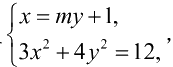 x = my + 1,
3x² + 4y² = 12, ,